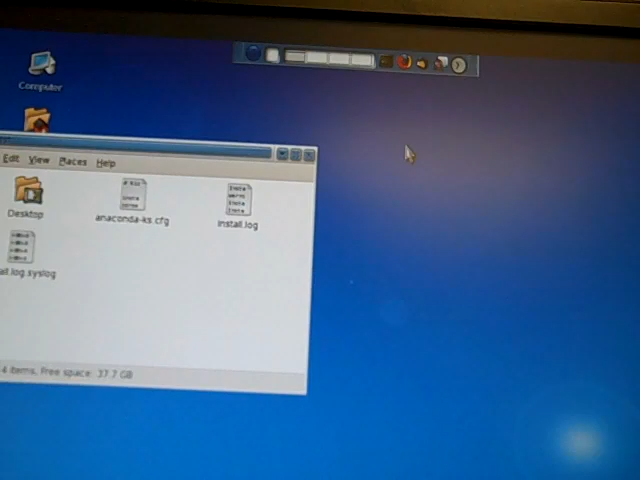 Computer
Edit View Places Help
Desktop
anaconda-ks.cfg
install.log
all.log.syslog
4 items, Free space: 37.7 GB